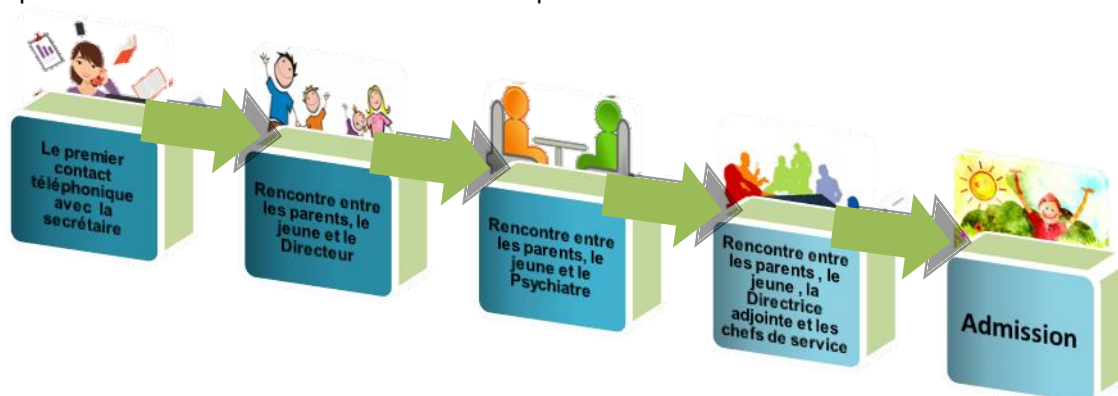 Le premier
contact
téléphonique
avec la
secrétaire
Rencontre entre
les parents, le
jeune et le
Directeur
Rencontre entre
les parents, le
jeune et le
Psychiatre
Rencontre entre
les parents , le
jeune , la
Directrice
adjointe et les
chefs de service
Admission